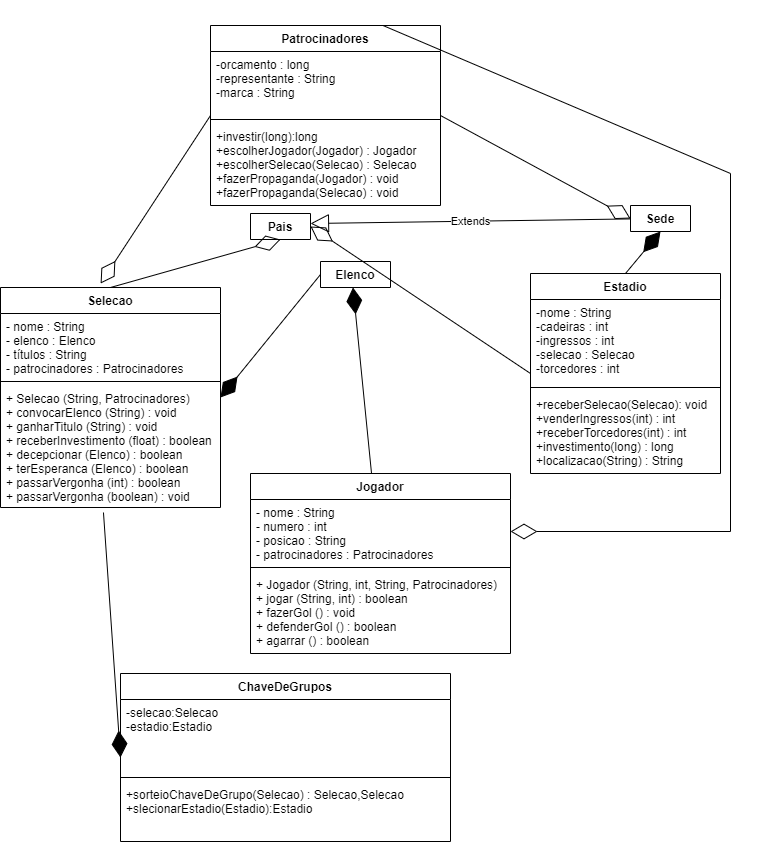 Patrocinadores
-orcamento : long
-representante : String
-marca : String
+investir(long):long
+escolherJogador(Jogador) : Jogador
+escolherSelecao(Selecao) : Selecao
+fazerPropaganda(Jogador) : void
+fazerPropaganda(Selecao) : void
Pais
Extends
Sede
Elenco
Selecao
- nome : String
- elenco : Elenco
- títulos : String
- patrocinadores : Patrocinadores
+ Selecao (String, Patrocinadores)
+ convocarElenco (String) : void
+ ganharTitulo (String) : void
+ receberInvestimento (float) : boolean
+ decepcionar (Elenco) : boolean
+ terEsperanca (Elenco) : boolean
+ passarVergonha (int) : boolean
+ passarVergonha (boolean) : void
Estadio
-nome : String
-cadeiras : int
-ingressos : int
-selecao : Selecao
-torcedores : int
+receberSelecao(Selecao): void
+venderIngressos(int) : int
+receberTorcedores(int) : int
+investimento(long) : long
+localizacao(String) : String
Jogador
- nome : String
- numero : int
- posicao : String
- patrocinadores : Patrocinadores
+ Jogador (String, int, String, Patrocinadores)
+ jogar (String, int) : boolean
+ fazerGol () : void
+ defenderGol () : boolean
+ agarrar () : boolean
ChaveDeGrupos
-selecao:Selecao
-estadio:Estadio
+sorteioChaveDeGrupo(Selecao) : Selecao,Selecao
+slecionarEstadio(Estadio):Estadio